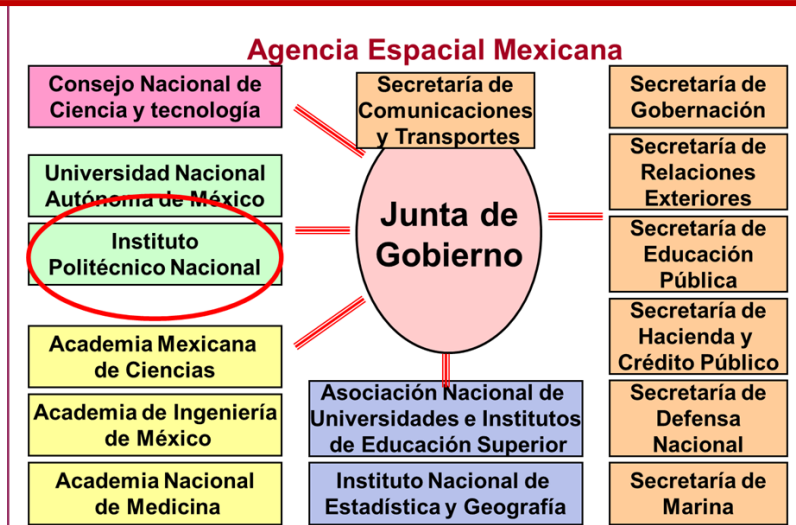 Agencia Espacial Mexicana
Consejo Nacional de
Ciencia y tecnología
Universidad Nacional
Autónoma de México
Instituto
Politécnico Nacional
Academia Mexicana
de Ciencias
Academia de Ingeniería
de México
Academia Nacional
de Medicina
Secretaría de
Comunicaciones
y Transportes
Junta de
Gobierno
Asociación Nacional de
Universidades e Institutos
de Educación Superior
Instituto Nacional de
Estadística y Geografía
Secretaría de
Gobernación
Secretaría de
Relaciones
Exteriores
Secretaría de
Educación
Pública
Secretaría de
Hacienda y
Crédito Público
Secretaría de
Defensa
Nacional
Secretaría de
Marina